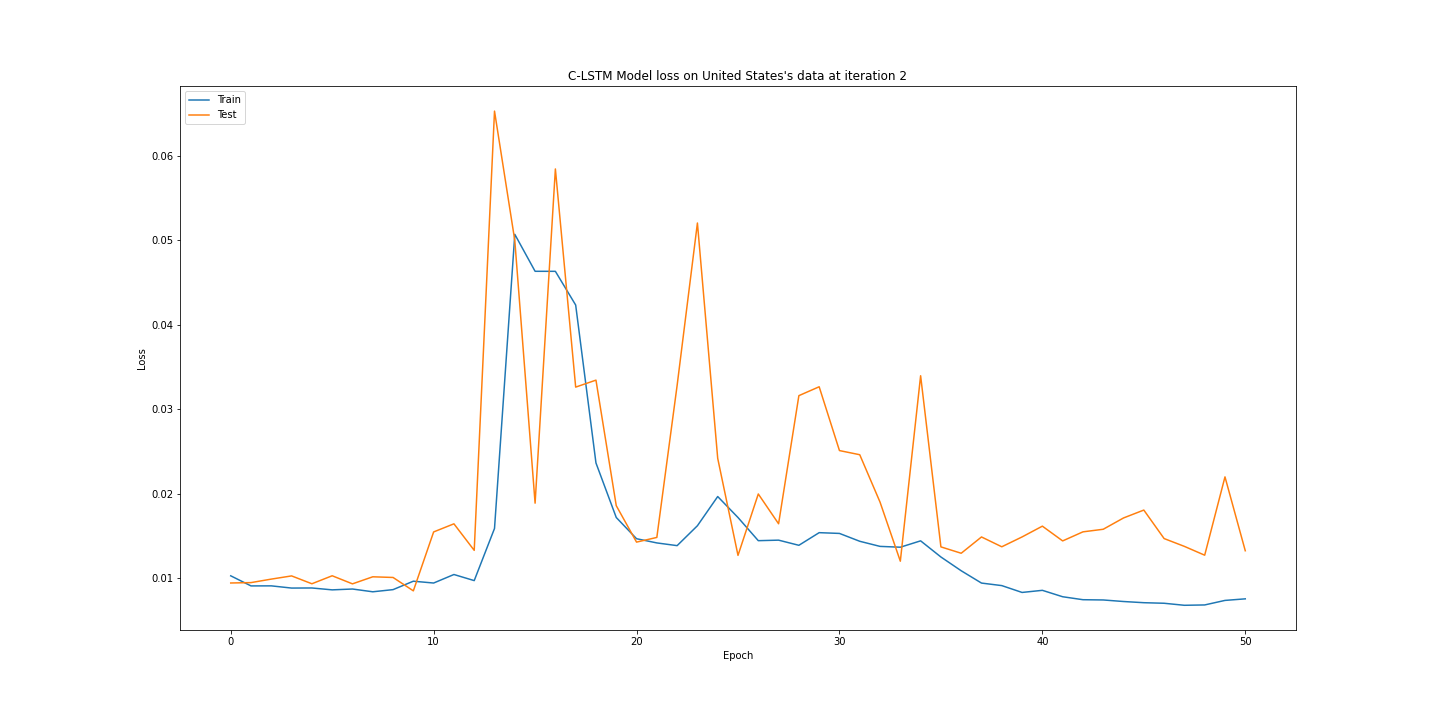 C-LSTM Model loss on United States's data at iteration 2
Train
Test
0.06
0.05
0.04
0.03
0.02
0.01
Loss
0 10 20 30 40 50
Epoch